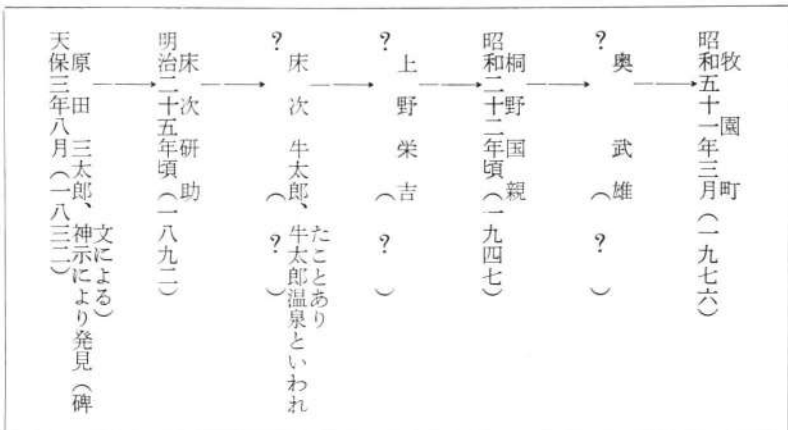 天保三年八月（一八三二）
原田 三太郎、神示により発見（碑
文による）
明治二十五年頃（一八九二）
床次研助
？（？）
床次 牛太郎、牛太郎温泉といわれ
たことあり
？（？）
上野栄吉
昭和二十二年頃（一九四七）
桐野国親
？（？）
奥 武雄
昭和五十一年三月（一九七六）
牧園町